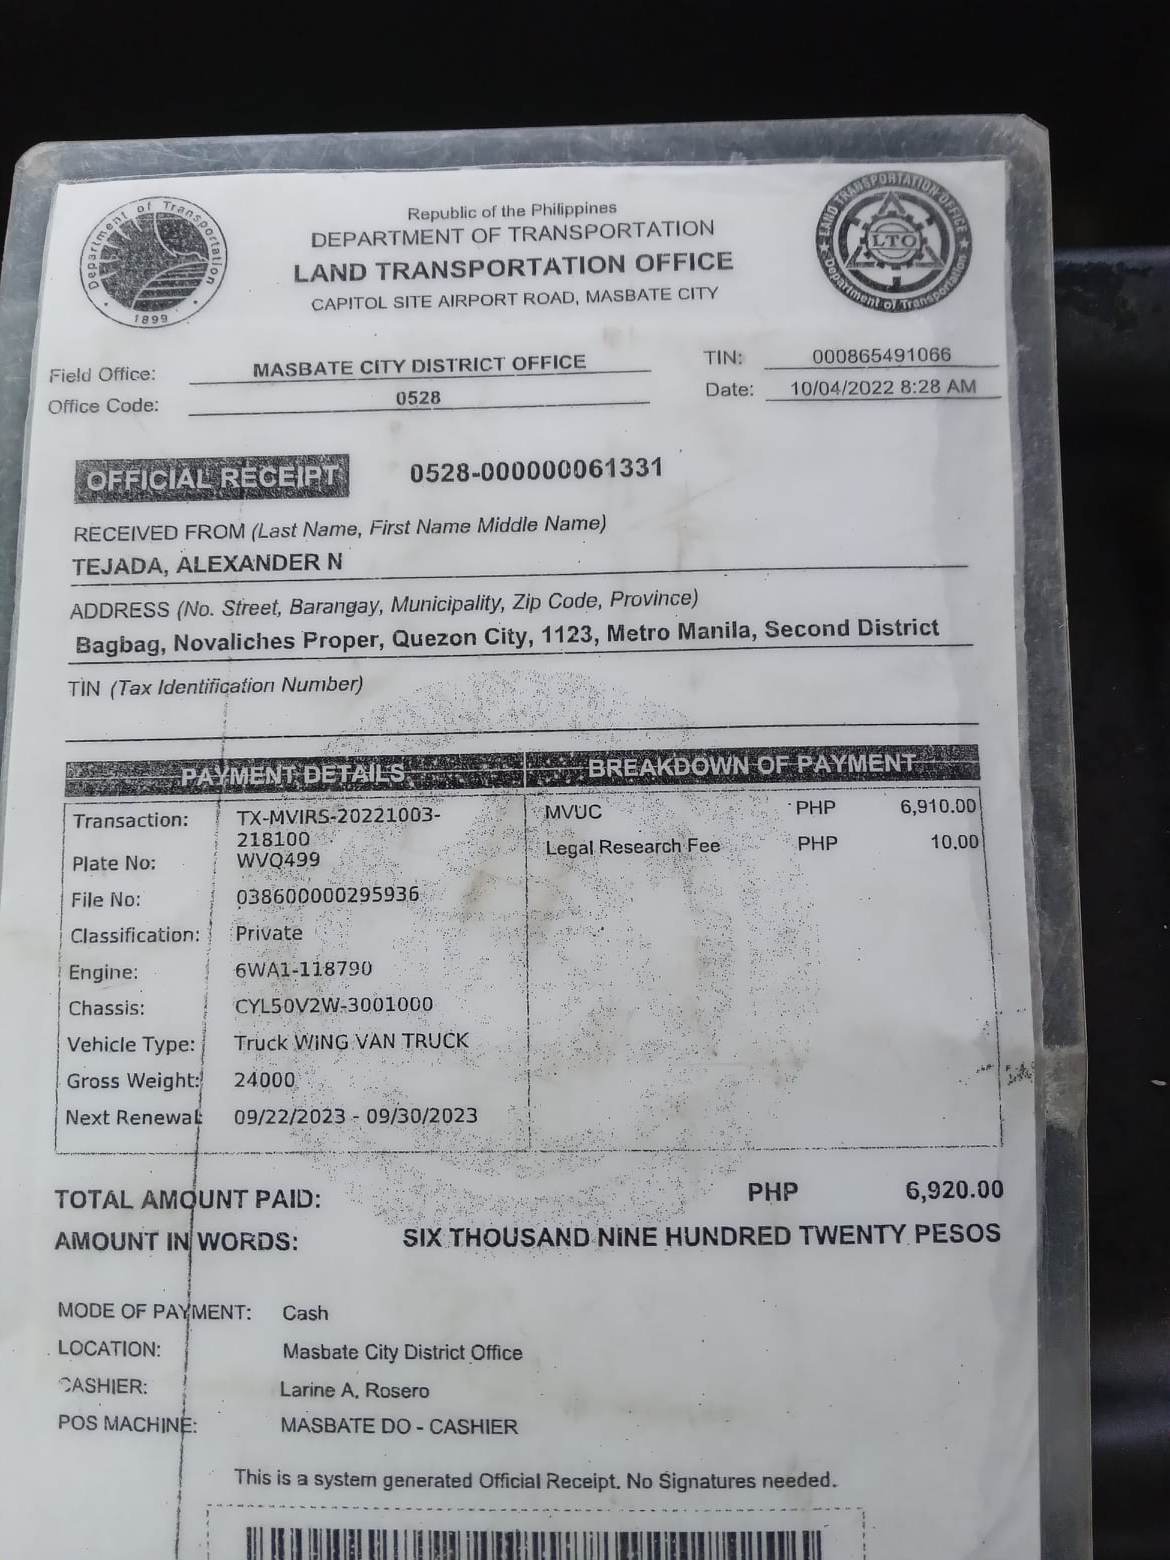 Department of Transportation
1899
Republic of the Philippines
DEPARTMENT OF TRANSPORTATION
LAND TRANSPORTATION OFFICE
CAPITOL SITE AIRPORT ROAD, MASBATE CITY
LAND TRANSPORTATION OFFICE
LTO
Department of Transportation
Field Office: MASBATE CITY DISTRICT OFFICE TIN: 000865491066
Office Code: 0528 Date: 10/04/2022 8:28 AM
OFFICIAL RECEIPT 0528-000000061331
RECEIVED FROM (Last Name, First Name Middle Name)
TEJADA, ALEXANDER N
ADDRESS (No. Street, Barangay, Municipality, Zip Code, Province)
Bagbag, Novaliches Proper, Quezon City, 1123, Metro Manila, Second District
TIN (Tax Identification Number)
PAYMENT DETAILS BREAKDOWN OF PAYMENT
Transaction: TX-MVIRS-20221003- MVUC PHP 6,910.00
218100
Legal Research Fee PHP 10.00
Plate No: WVQ499
File No: 038600000295936
Classification: Private
Engine: 6WA1-118790
Chassis: CYL50V2W-3001000
Vehicle Type: Truck WING VAN TRUCK
Gross Weight: 24000
Next Renewal: 09/22/2023 - 09/30/2023
TOTAL AMOUNT PAID: PHP 6,920.00
AMOUNT IN WORDS: SIX THOUSAND NINE HUNDRED TWENTY PESOS
MODE OF PAYMENT: Cash
LOCATION: Masbate City District Office
CASHIER: Larine A. Rosero
POS MACHINE: MASBATE DO - CASHIER
This is a system generated Official Receipt. No Signatures needed.